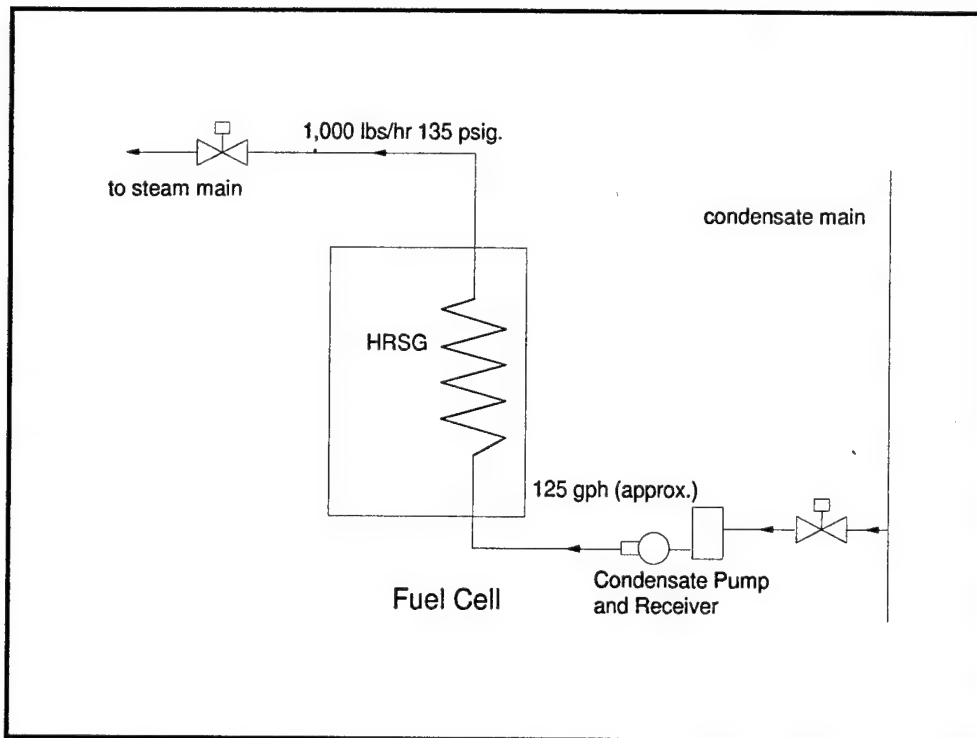 1,000 lbs/hr 135 psig.
to steam main
condensate main
HRSG
125 gph (approx.)
Condensate Pump
and Receiver
Fuel Cell